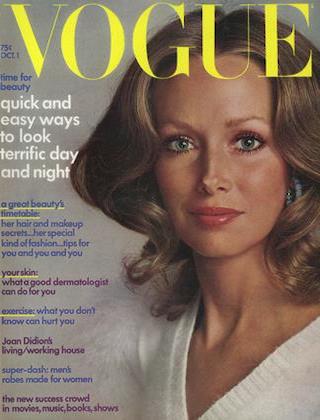 VOGUE
75¢
OCT. 1
time for
beauty
quick and
easy ways
to look
terrific day
and night
a great beauty's
timetable:
her hair and makeup
secrets...her special
kind of fashion...tips for
you and you and you
your skin:
what a good dermatologist
can do for you
exercise: what you don't
know can hurt you
Joan Didion's
living/working house
super-dash: men's
robes made for women
the new success crowd
in movies,music,books,shows